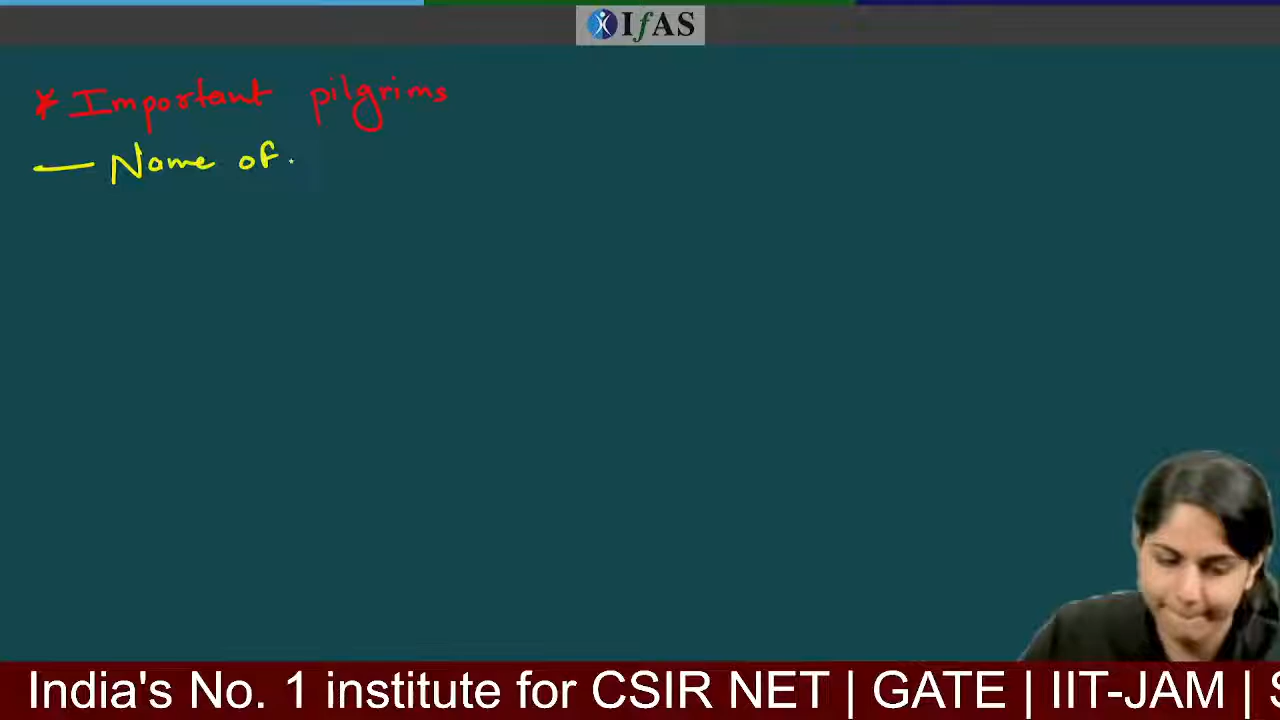 IfAS
* Important pilgrims
— Name of
India's No. 1 institute for CSIR NET | GATE | IIT-JAM |